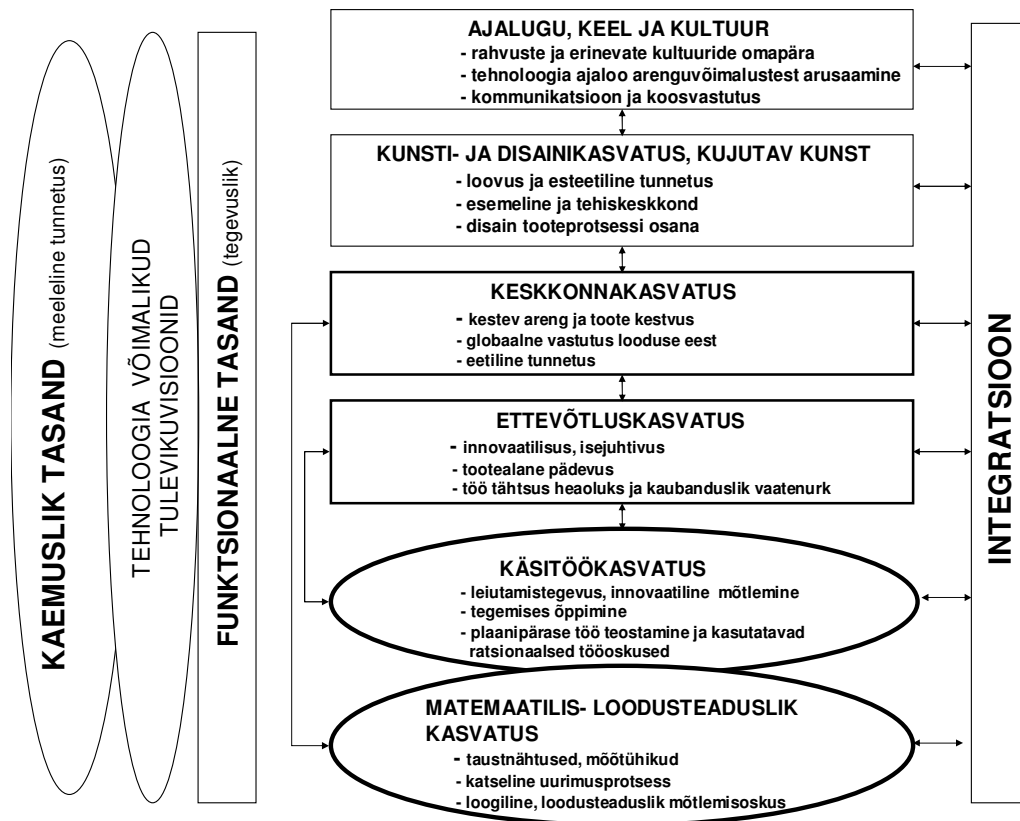 KAEMUSLIK TASAND (meeleline tunnetus)
TEHNOLOOGIA VÕIMALIKUD
TULEVIKUVISIOONID
FUNKTSIONAALNE TASAND (tegevuslik)
AJALUGU, KEEL JA KULTUUR
- rahvuste ja erinevate kultuuride omapära
- tehnoloogia ajaloo arenguvõimalustest arusaamine
- kommunikatsioon ja koosvastutus
KUNSTI- JA DISAINIKASVATUS, KUJUTAV KUNST
- loovus ja esteetiline tunnetus
- esemeline ja tehiskeskkond
- disain tooteprotsessi osana
KESKKONNAKASVATUS
- kestev areng ja toote kestvus
- globaalne vastutus looduse eest
- eetiline tunnetus
ETTEVÕTLUSKASVATUS
- innovaatilisus, isejuhtivus
- tootealane pädevus
- töö tähtsus heaoluks ja kaubanduslik vaatenurk
KÄSITÖÖKASVATUS
- leiutamistegevus, innovaatiline mõtlemine
- tegemises õppimine
- plaanipärase töö teostamine ja kasutatavad
ratsionaalsed tööoskused
MATEMAATILIS- LOODUSTEADUSLIK
KASVATUS
- taustnähtused, mõõtühikud
- katseline uurimusprotsess
- loogiline, loodusteaduslik mõtlemisoskus
INTEGRATSIOON